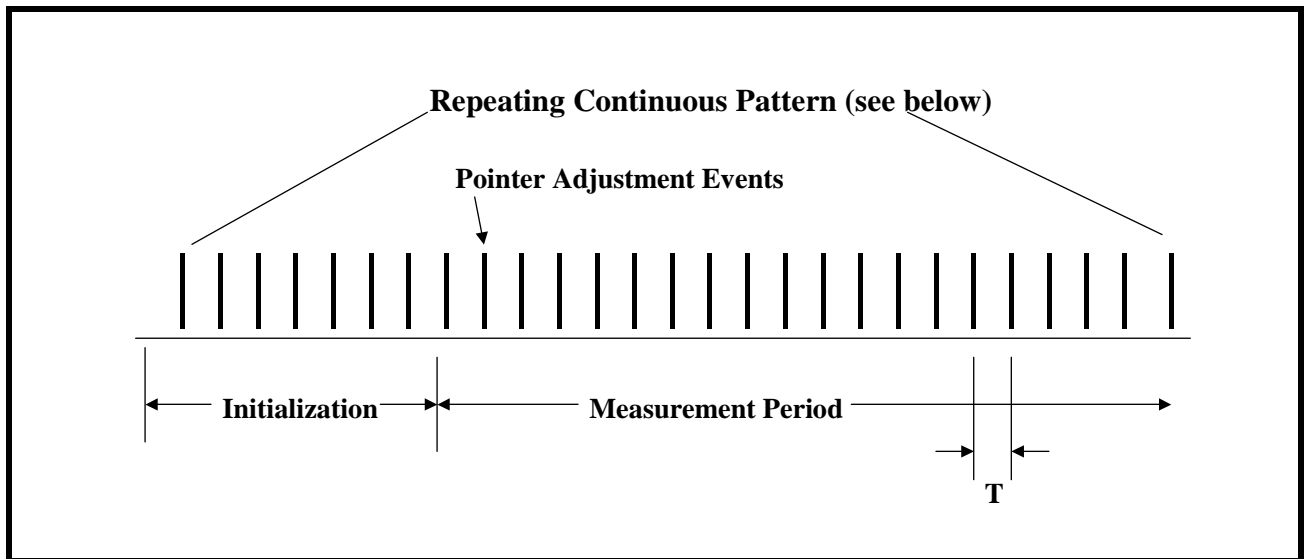 Repeating Continuous Pattern (see below)
Pointer Adjustment Events
Initialization
Measurement Period
T